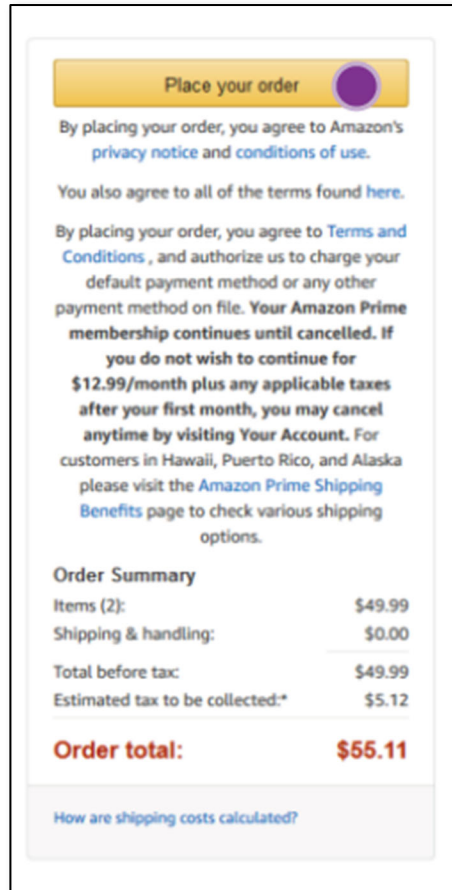 Place your order
By placing your order, you agree to Amazon's
privacy notice and conditions of use.
You also agree to all of the terms found here.
By placing your order, you agree to Terms and
Conditions , and authorize us to charge your
default payment method or any other
payment method on file. Your Amazon Prime
membership continues until cancelled. If
you do not wish to continue for
$12.99/month plus any applicable taxes
after your first month, you may cancel
anytime by visiting Your Account. For
customers in Hawaii, Puerto Rico, and Alaska
please visit the Amazon Prime Shipping
Benefits page to check various shipping
options.
Order Summary
Items (2): $49.99
Shipping & handling: $0.00
Total before tax: $49.99
Estimated tax to be collected:* $5.12
Order total: $55.11
How are shipping costs calculated?